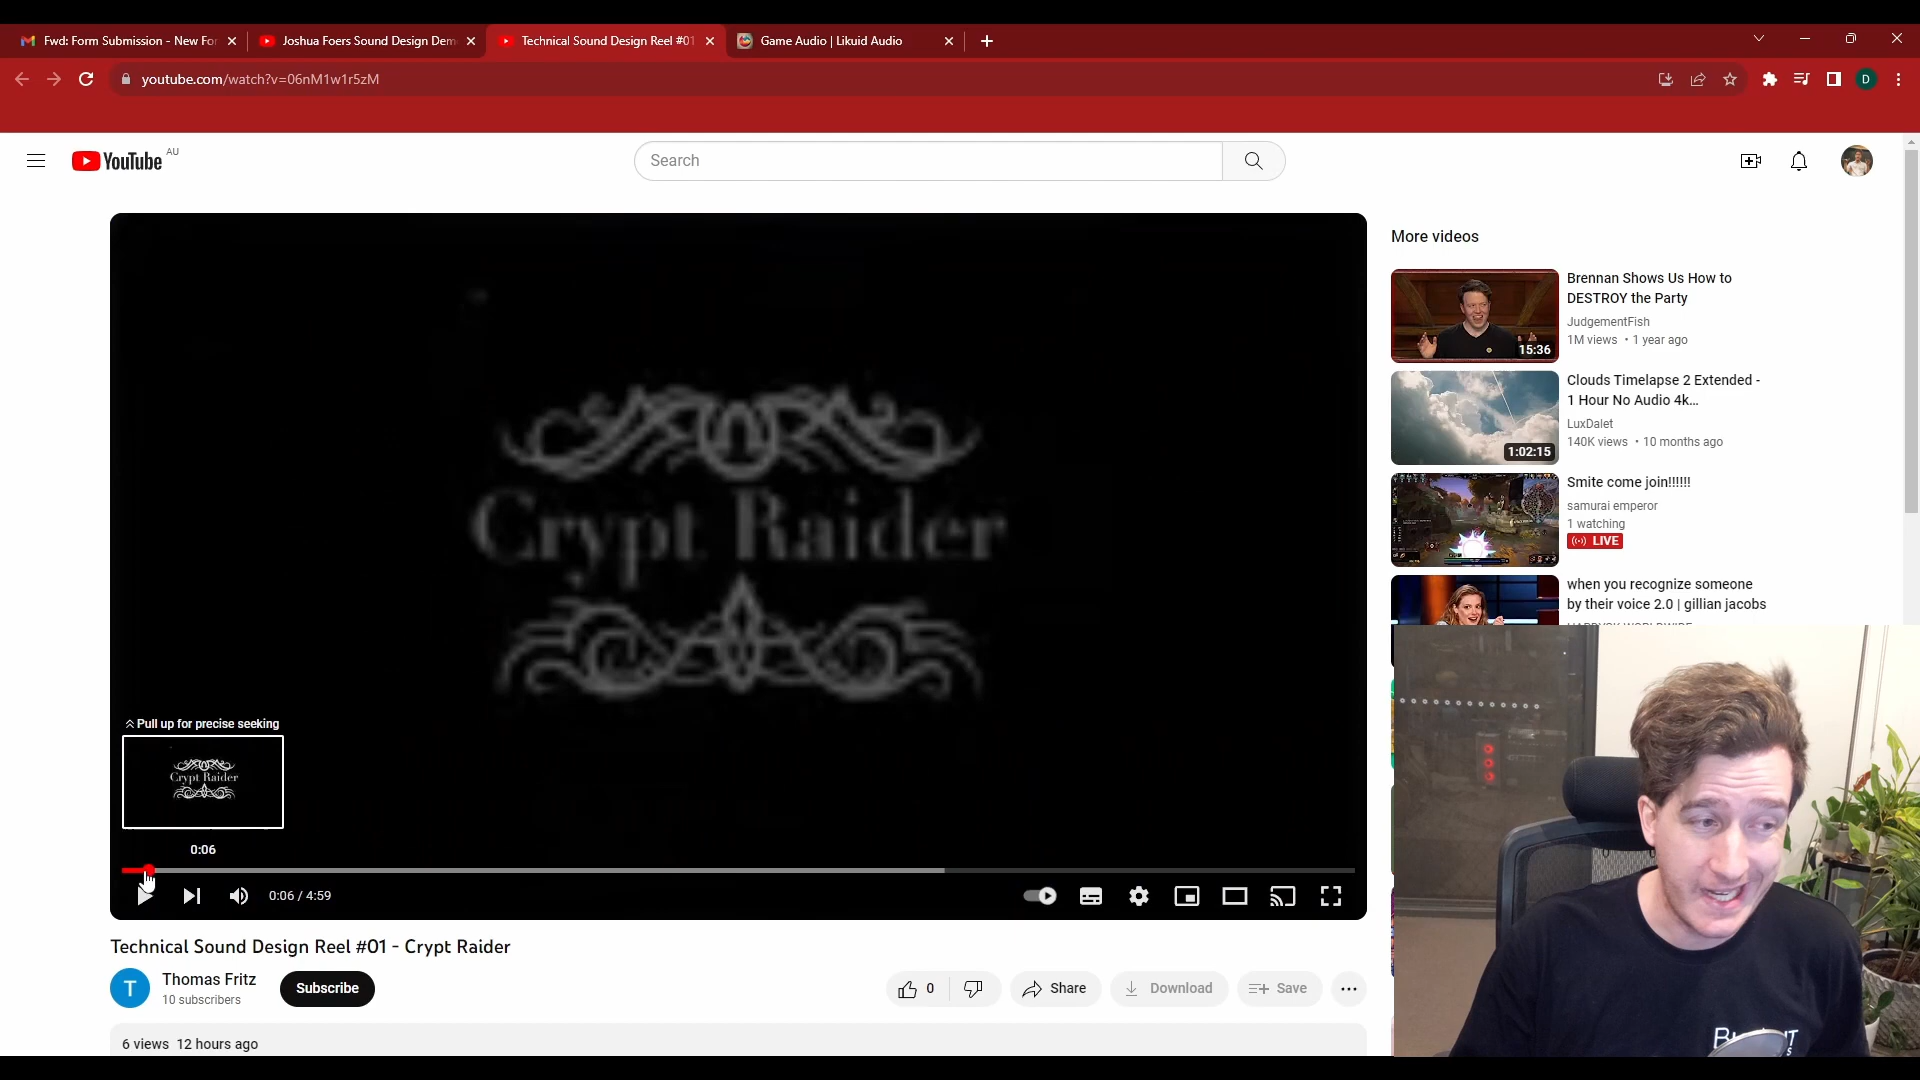 Fwd: Form Submission - New For
Joshua Foers Sound Design Dem
Technical Sound Design Reel #01
Game Audio | Likuid Audio
youtube.com/watch?v=06nM1w1r5zM
D
YouTube
AU
Search
Crypt Raider
Pull up for precise seeking
Crypt Raider
0:06
0:06 / 4:59
Technical Sound Design Reel #01 - Crypt Raider
T
Thomas Fritz
10 subscribers
Subscribe
0
Share
Download
Save
6 views 12 hours ago
More videos
15:36
Brennan Shows Us How to
DESTROY the Party
JudgementFish
1M views • 1 year ago
1:02:15
Clouds Timelapse 2 Extended -
1 Hour No Audio 4k...
LuxDalet
140K views • 10 months ago
Smite come join!!!!!!
samurai emperor
1 watching
LIVE
when you recognize someone
by their voice 2.0 | gillian jacobs